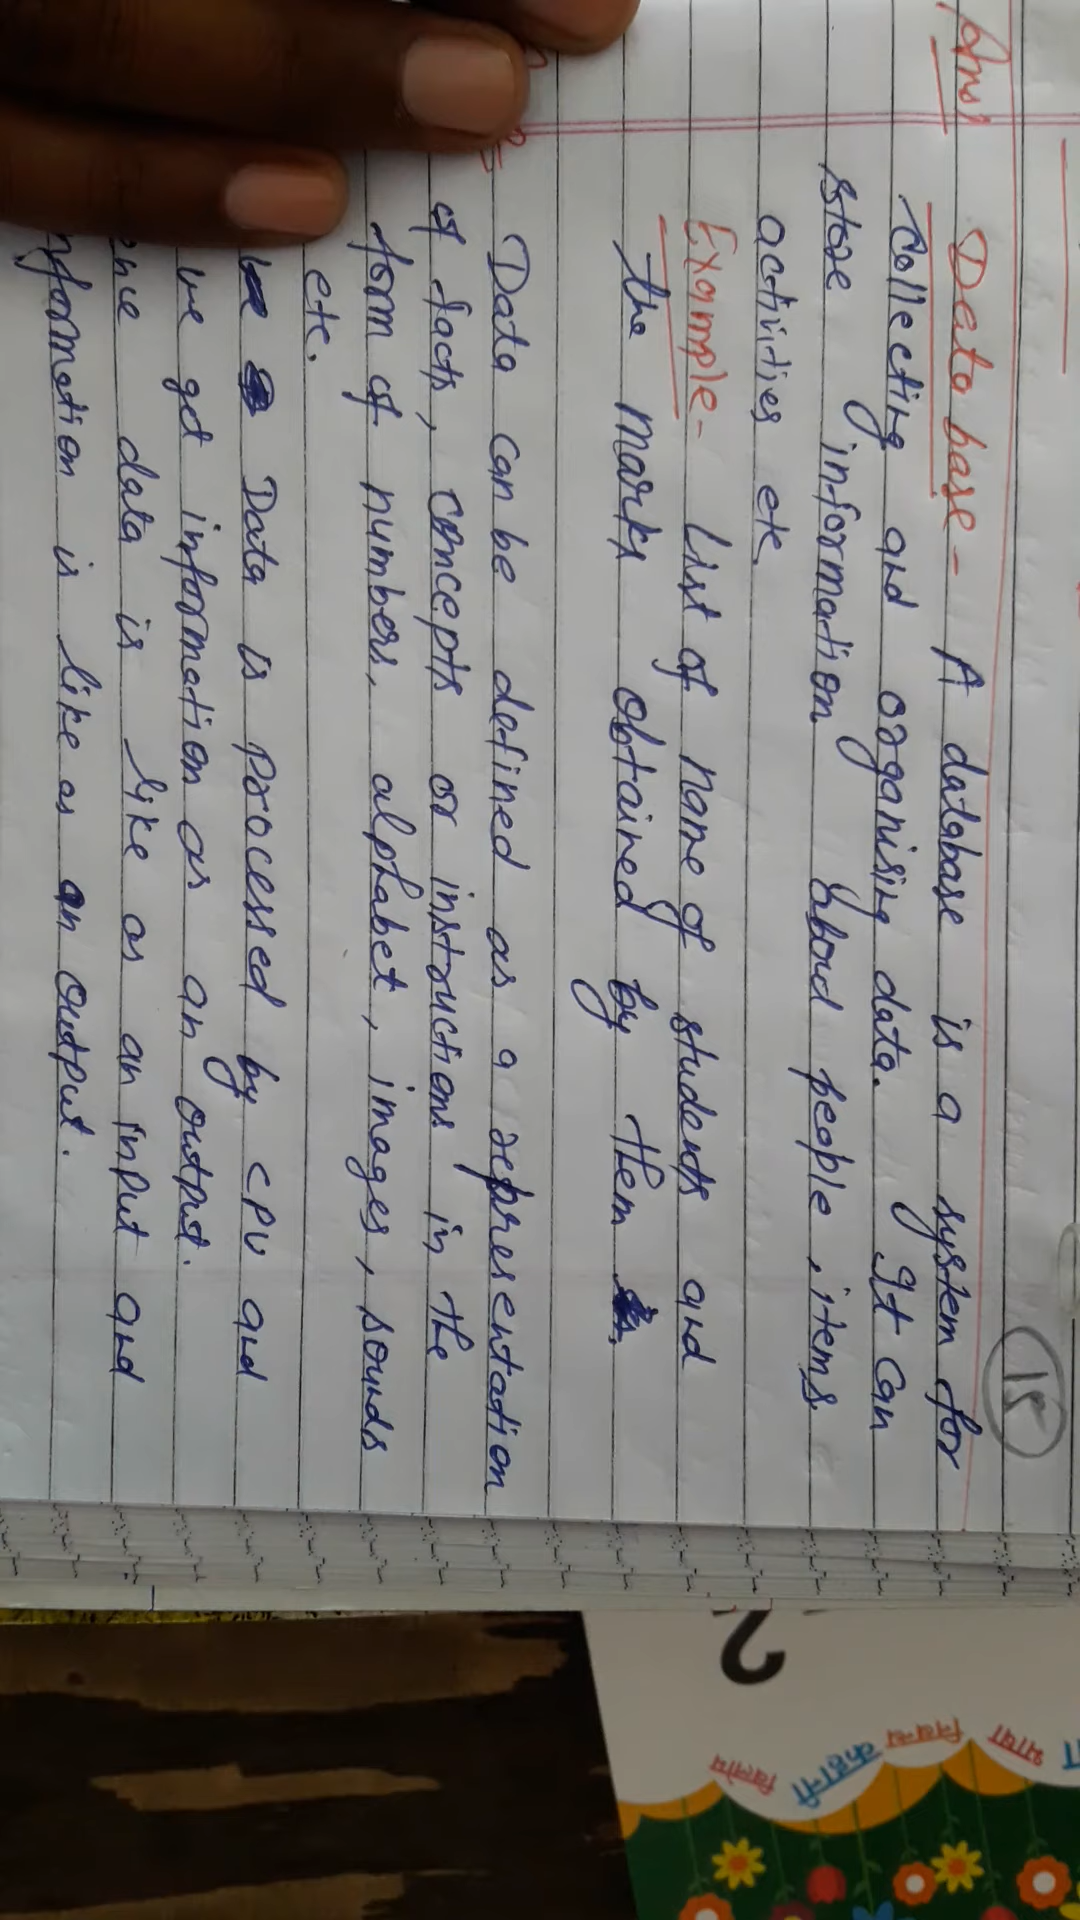 15
Ans1
Database - A database is a system for
collecting and organising data. It can
store information about people, items
activities etc.
Example - List of name of students and
the marks obtained by them
Data can be defined as a representation
of facts, concepts or instructions in the
form of numbers, alphabet, images, sounds
etc.
Data is processed by CPU and
we get information as an output.
data is like as an input and
information is like as an output.
2